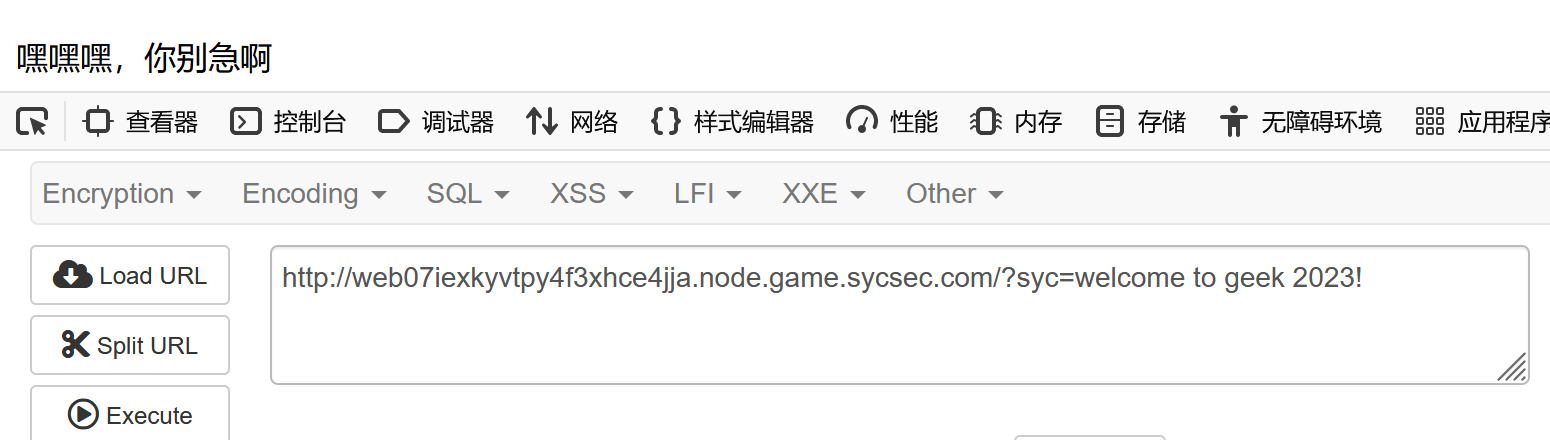 嘿嘿嘿，你别急啊
查看器 控制台 调试器 网络 样式编辑器 性能 内存 存储 无障碍环境 应用程序
Encryption Encoding SQL XSS LFI XXE Other
Load URL
http://web07iexkyvtpy4f3xhce4jja.node.game.sycsec.com/?syc=welcome to geek 2023!
Split URL
Execute